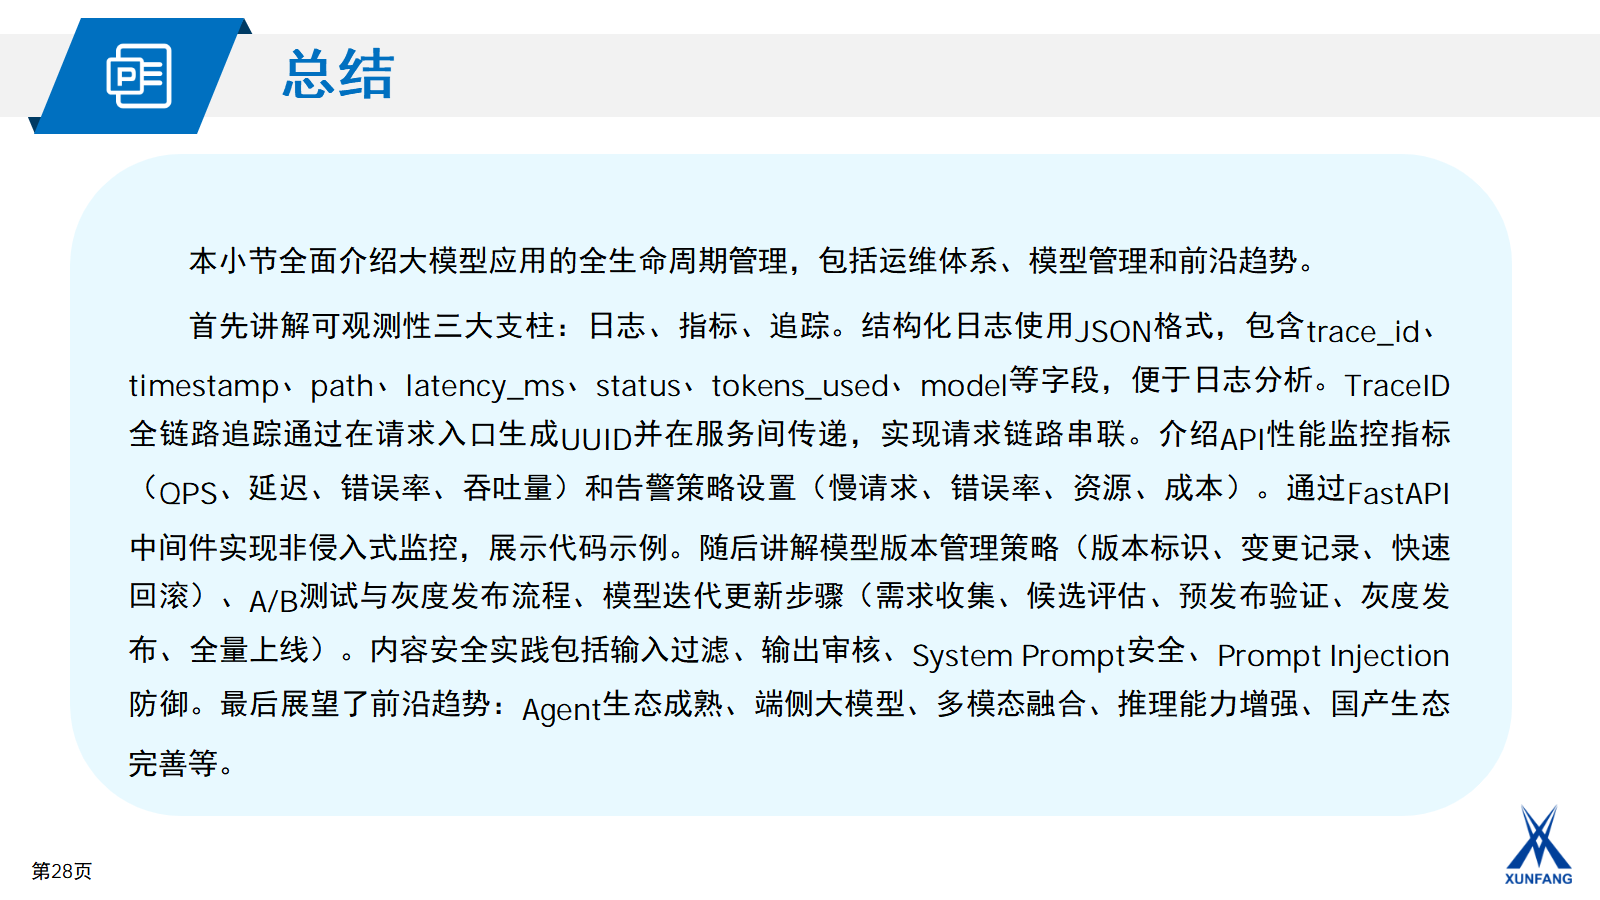 总结
本小节全面介绍大模型应用的全生命周期管理，包括运维体系、模型管理和前沿趋势。
首先讲解可观测性三大支柱：日志、指标、追踪。结构化日志使用JSON格式，包含trace_id、
timestamp、path、latency_ms、status、tokens_used、model等字段，便于日志分析。TraceID
全链路追踪通过在请求入口生成UUID并在服务间传递，实现请求链路串联。介绍API性能监控指标
（QPS、延迟、错误率、吞吐量）和告警策略设置（慢请求、错误率、资源、成本）。通过FastAPI
中间件实现非侵入式监控，展示代码示例。随后讲解模型版本管理策略（版本标识、变更记录、快速
回滚）、A/B测试与灰度发布流程、模型迭代更新步骤（需求收集、候选评估、预发布验证、灰度发
布、全量上线）。内容安全实践包括输入过滤、输出审核、System Prompt安全、Prompt Injection
防御。最后展望了前沿趋势：Agent生态成熟、端侧大模型、多模态融合、推理能力增强、国产生态
完善等。
第28页
XUNFANG